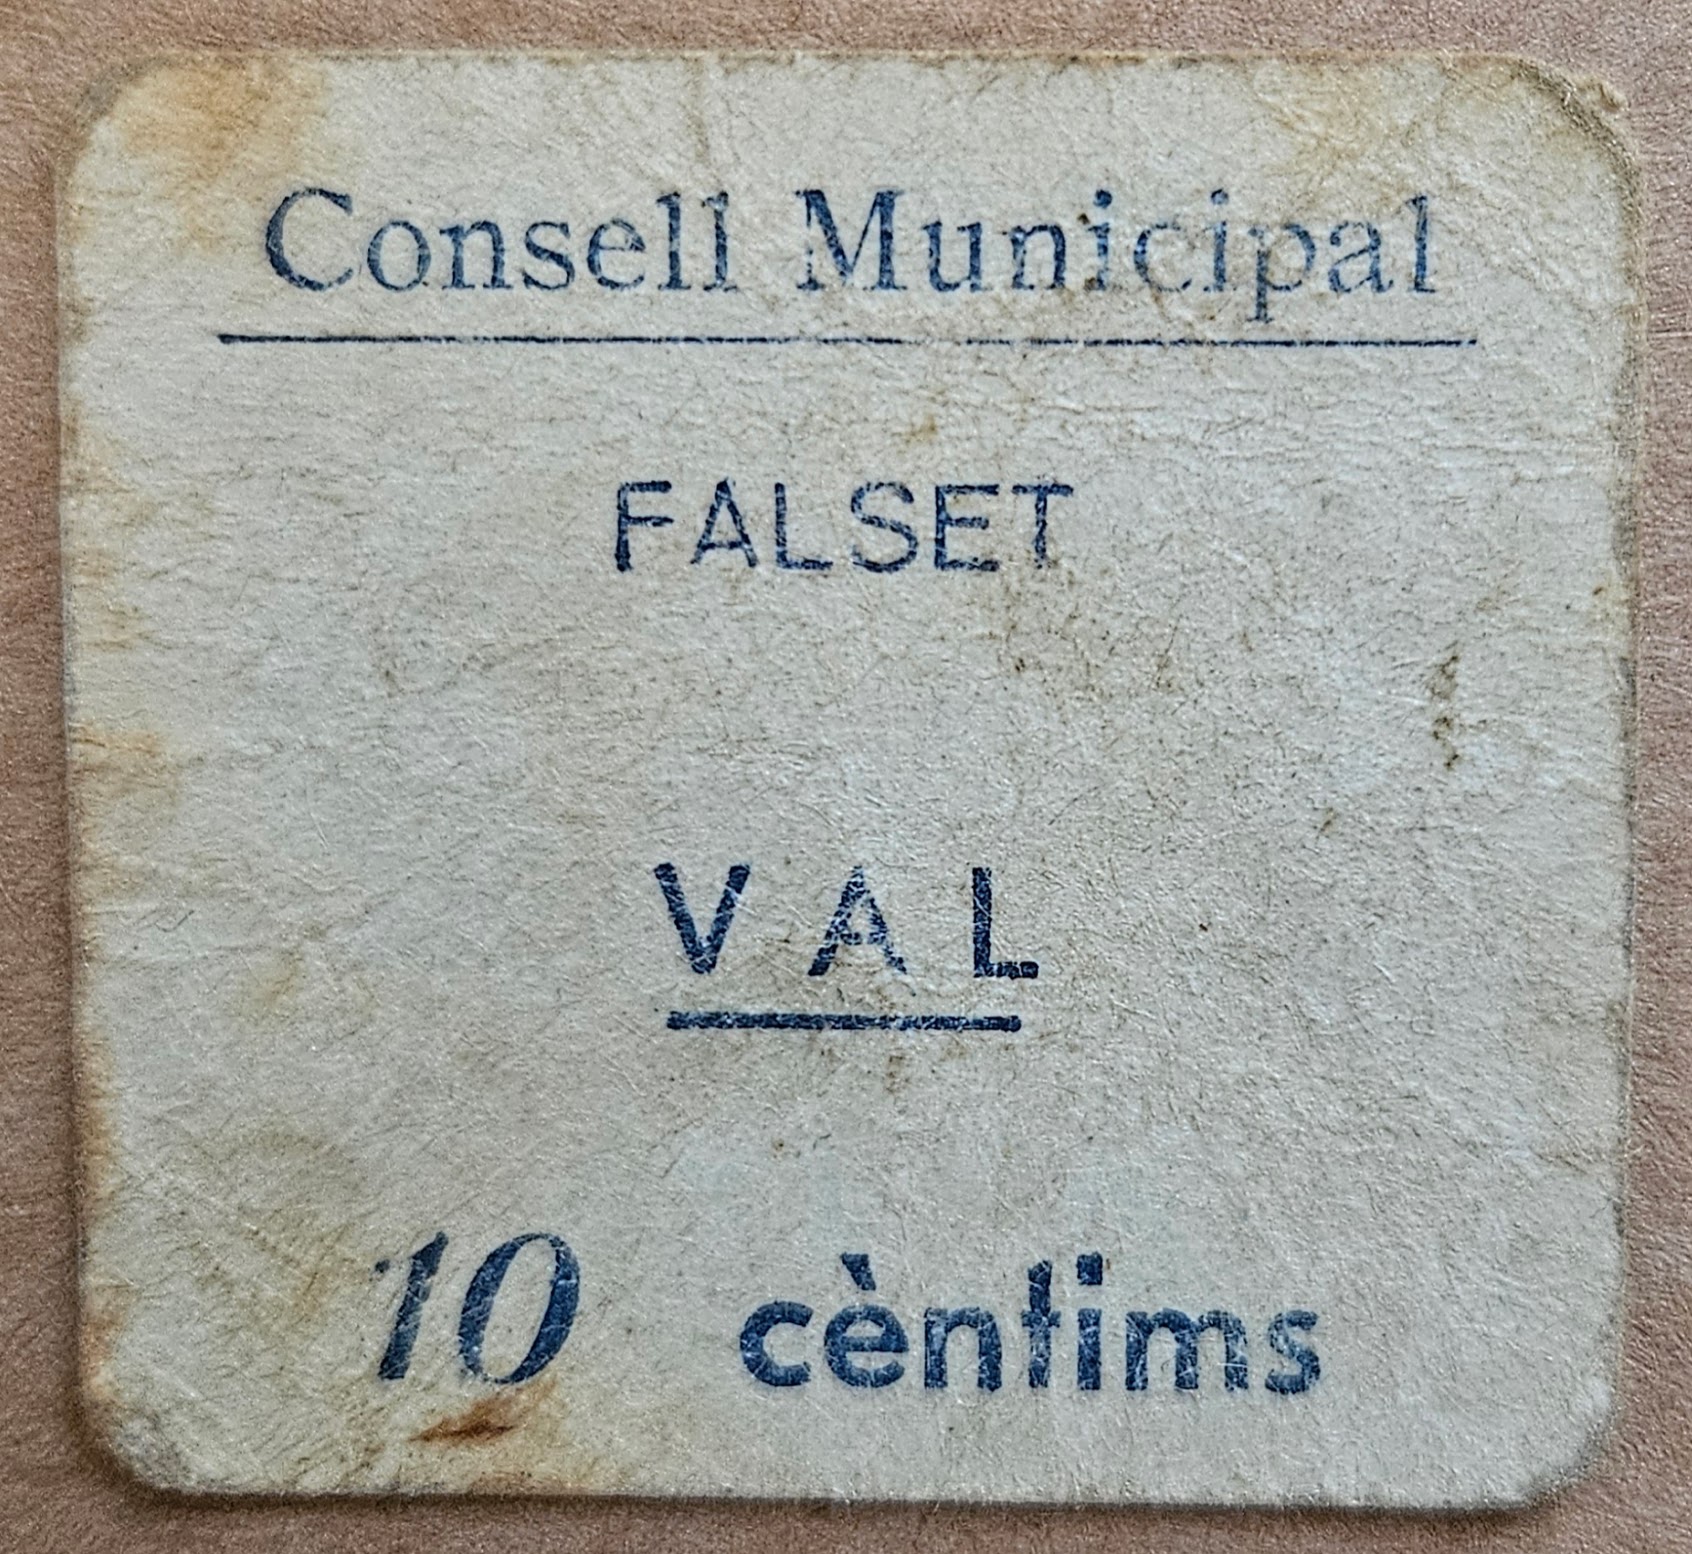 Consell Municipal
FALSET
VAL
10 cèntims